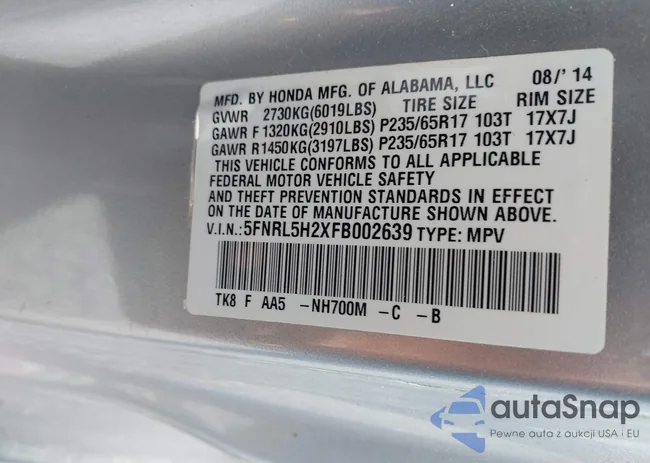 MFD. BY HONDA MFG. OF ALABAMA, LLC 08/'14
GVWR 2730KG(6019LBS) TIRE SIZE RIM SIZE
GAWR F 1320KG(2910LBS) P235/65R17 103T 17X7J
GAWR R1450KG(3197LBS) P235/65R17 103T 17X7J
THIS VEHICLE CONFORMS TO ALL APPLICABLE
FEDERAL MOTOR VEHICLE SAFETY
AND THEFT PREVENTION STANDARDS IN EFFECT
ON THE DATE OF MANUFACTURE SHOWN ABOVE.
V.I.N.:5FNRL5H2XFB002639 TYPE: MPV
TK8 F AA5 -NH700M -C -B
autaSnap
Pewne auta z aukcji USA i EU